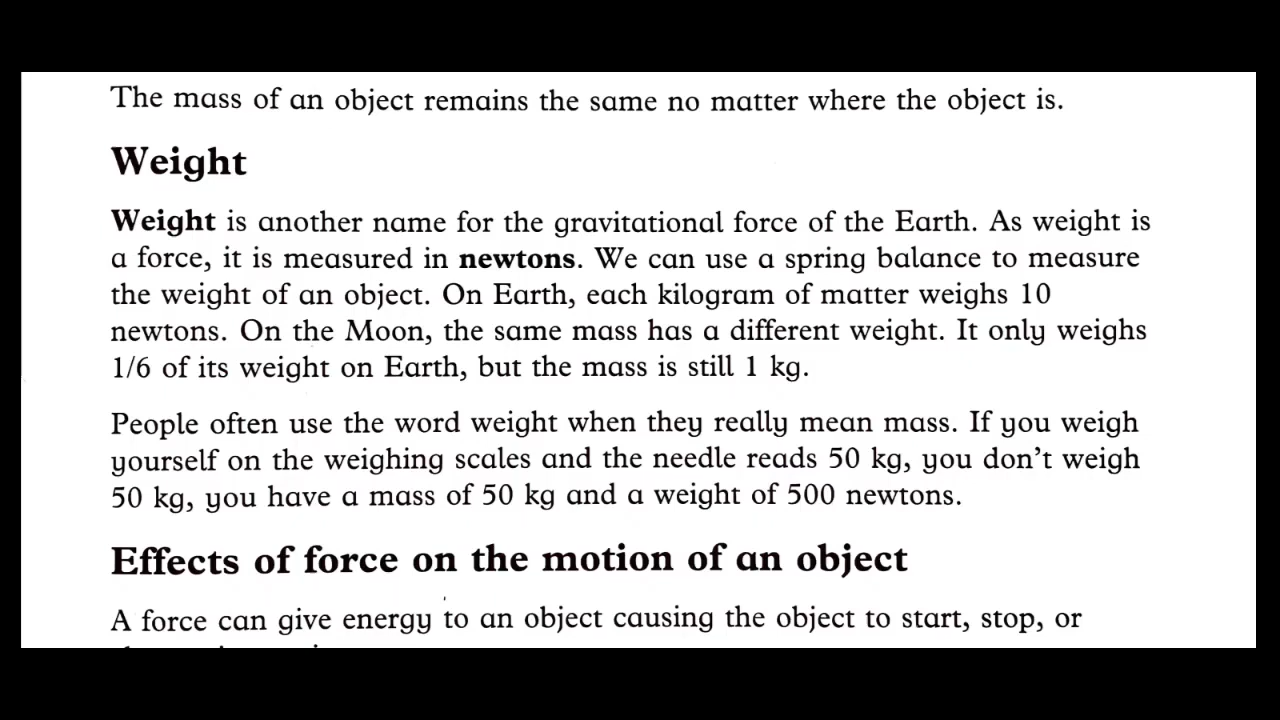 The mass of an object remains the same no matter where the object is.
Weight
Weight is another name for the gravitational force of the Earth. As weight is
a force, it is measured in newtons. We can use a spring balance to measure
the weight of an object. On Earth, each kilogram of matter weighs 10
newtons. On the Moon, the same mass has a different weight. It only weighs
1/6 of its weight on Earth, but the mass is still 1 kg.
People often use the word weight when they really mean mass. If you weigh
yourself on the weighing scales and the needle reads 50 kg, you don't weigh
50 kg, you have a mass of 50 kg and a weight of 500 newtons.
Effects of force on the motion of an object
A force can give energy to an object causing the object to start, stop, or